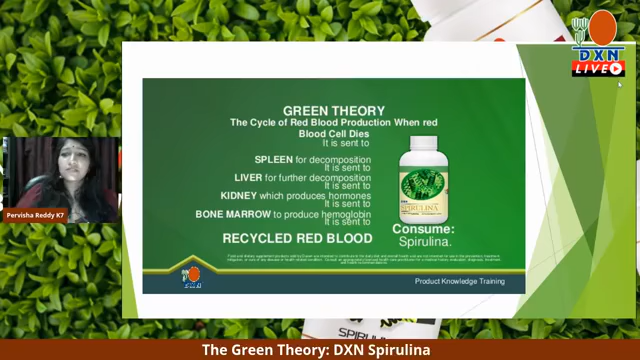 DXN
LIVE
GREEN THEORY
The Cycle of Red Blood Production When red
Blood Cell Dies
It is sent to
SPLEEN for decomposition
It is sent to
LIVER for further decomposition
It is sent to
KIDNEY which produces hormones
It is sent to
BONE MARROW to produce hemoglobin
It is sent to
RECYCLED RED BLOOD
SPIRULINA
Consume:
Spirulina.
Product Knowledge Training
Pervisha Reddy K7
The Green Theory: DXN Spirulina